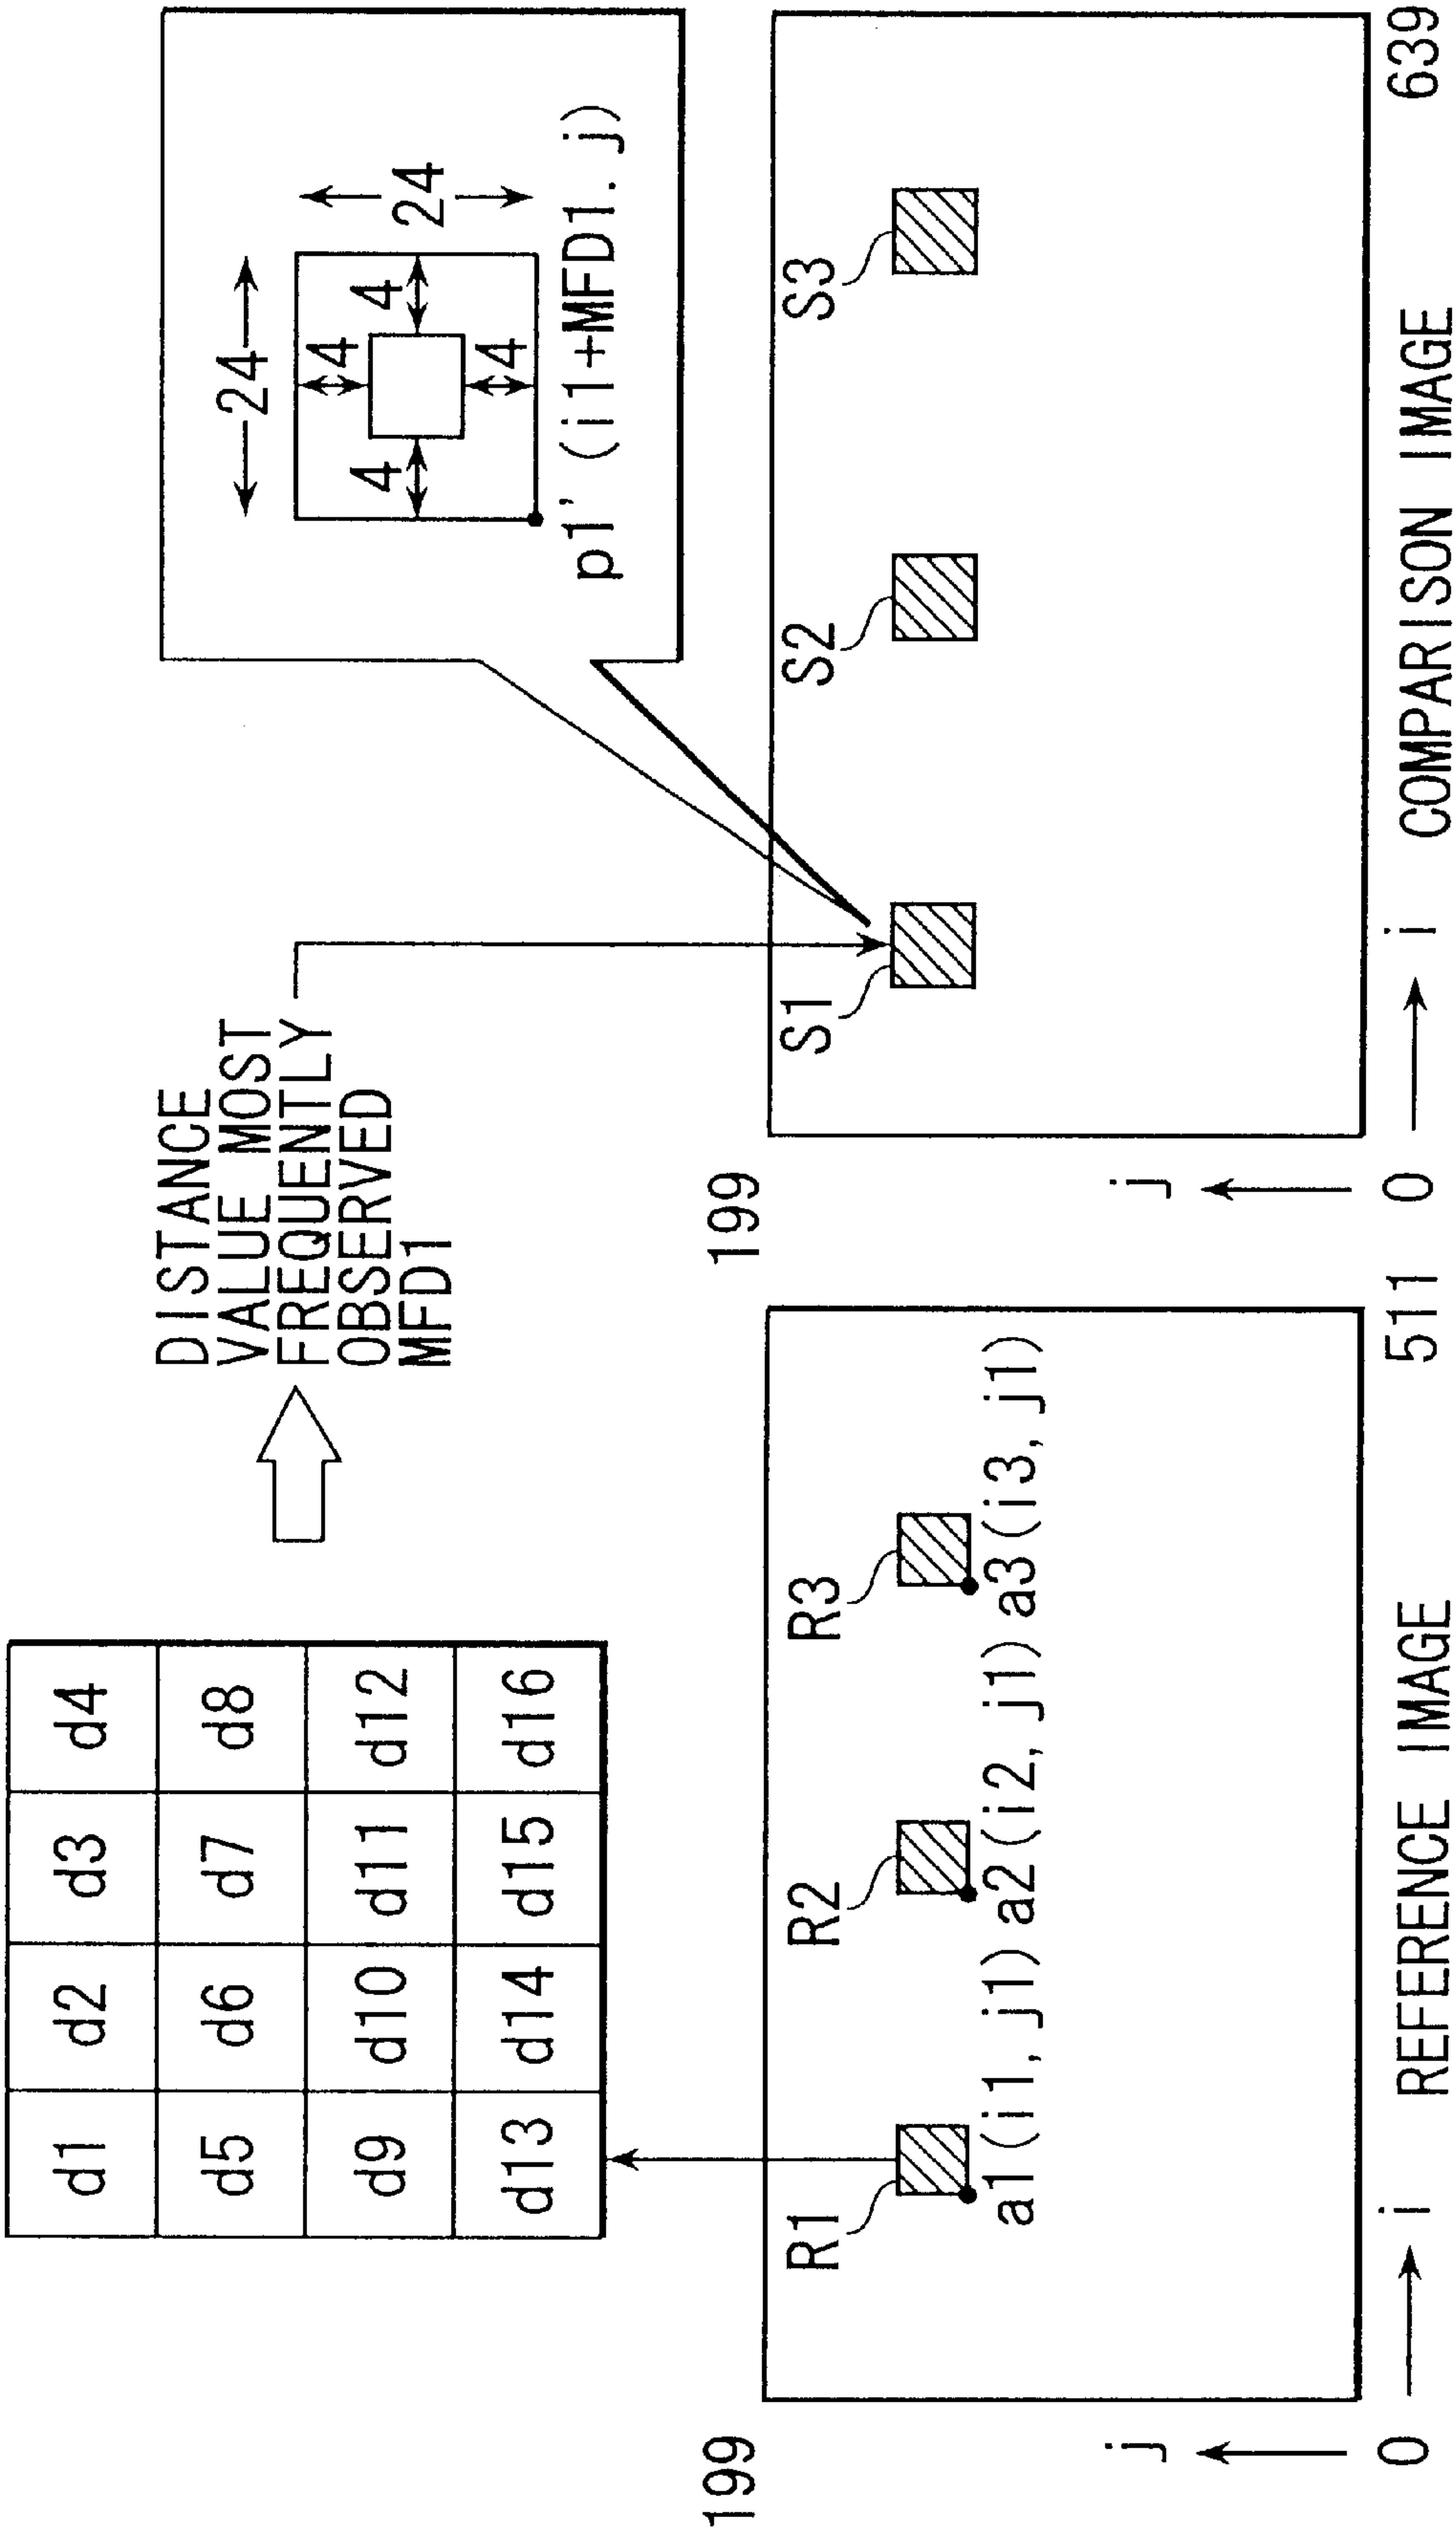 d1 d2 d3 d4
d5 d6 d7 d8
d9 d10 d11 d12
d13 d14 d15 d16
DISTANCE
VALUE MOST
FREQUENTLY
OBSERVED
MFD1
24
24
4
4
4
4
p1' (i1+MFD1. j)
199
R1
R2
R3
a1(i1, j1) a2(i2, j1) a3(i3, j1)
j
0
i
REFERENCE IMAGE
511
199
S1
S2
S3
j
0
i
COMPARISON IMAGE
639